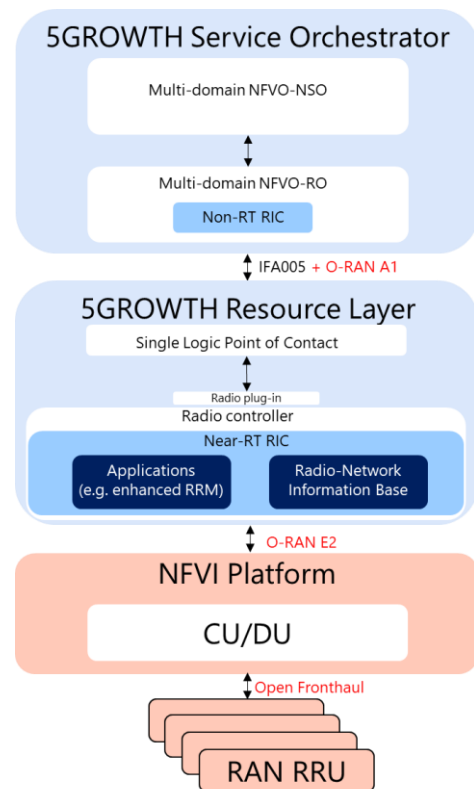 5GROWTH Service Orchestrator
Multi-domain NFVO-NSO
Multi-domain NFVO-RO
Non-RT RIC
IFA005 + O-RAN A1
5GROWTH Resource Layer
Single Logic Point of Contact
Radio plug-in
Radio controller
Near-RT RIC
Applications
(e.g. enhanced RRM)
Radio-Network
Information Base
O-RAN E2
NFVI Platform
CU/DU
Open Fronthaul
RAN RRU